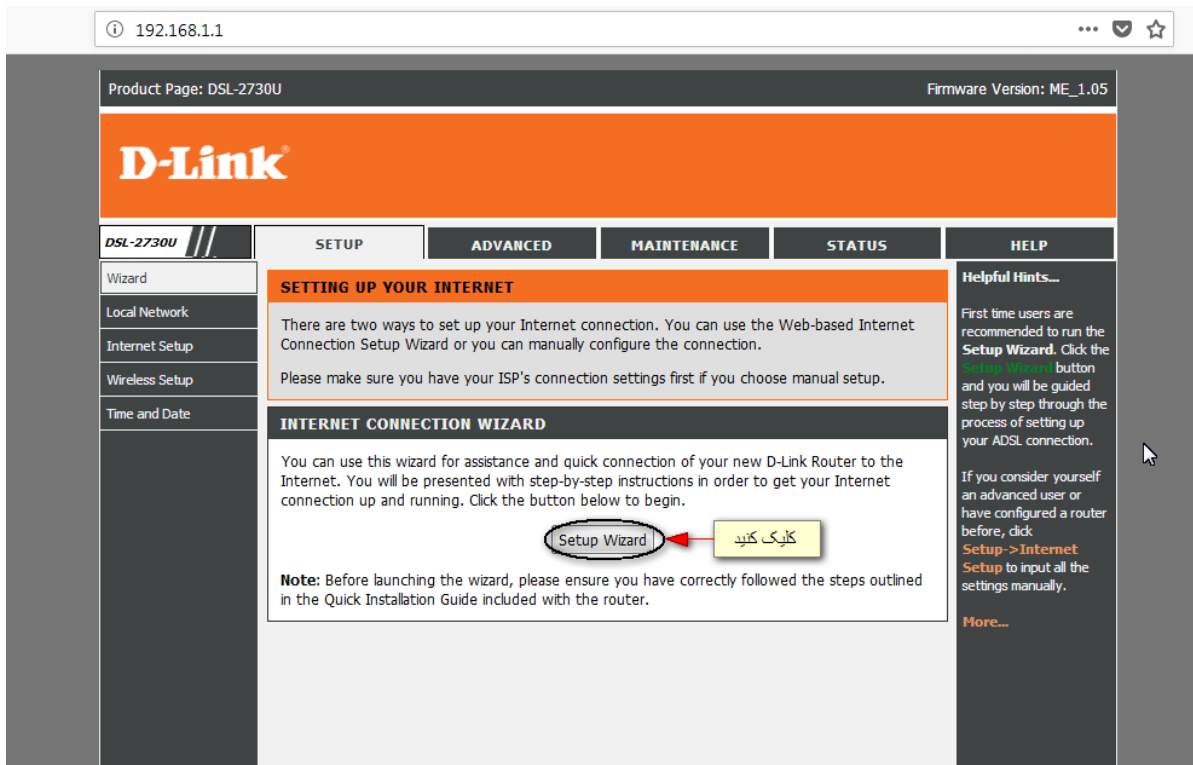 192.168.1.1
Product Page: DSL-2730U
Firmware Version: ME_1.05
D-Link
DSL-2730U
SETUP
ADVANCED
MAINTENANCE
STATUS
HELP
Wizard
Local Network
Internet Setup
Wireless Setup
Time and Date
SETTING UP YOUR INTERNET
There are two ways to set up your Internet connection. You can use the Web-based Internet
Connection Setup Wizard or you can manually configure the connection.
Please make sure you have your ISP's connection settings first if you choose manual setup.
INTERNET CONNECTION WIZARD
You can use this wizard for assistance and quick connection of your new D-Link Router to the
Internet. You will be presented with step-by-step instructions in order to get your Internet
connection up and running. Click the button below to begin.
Setup Wizard
کلیک کنید
Note: Before launching the wizard, please ensure you have correctly followed the steps outlined
in the Quick Installation Guide included with the router.
Helpful Hints...
First time users are
recommended to run the
Setup Wizard. Click the
Setup Wizard button
and you will be guided
step by step through the
process of setting up
your ADSL connection.
If you consider yourself
an advanced user or
have configured a router
before, click
Setup->Internet
Setup to input all the
settings manually.
More...